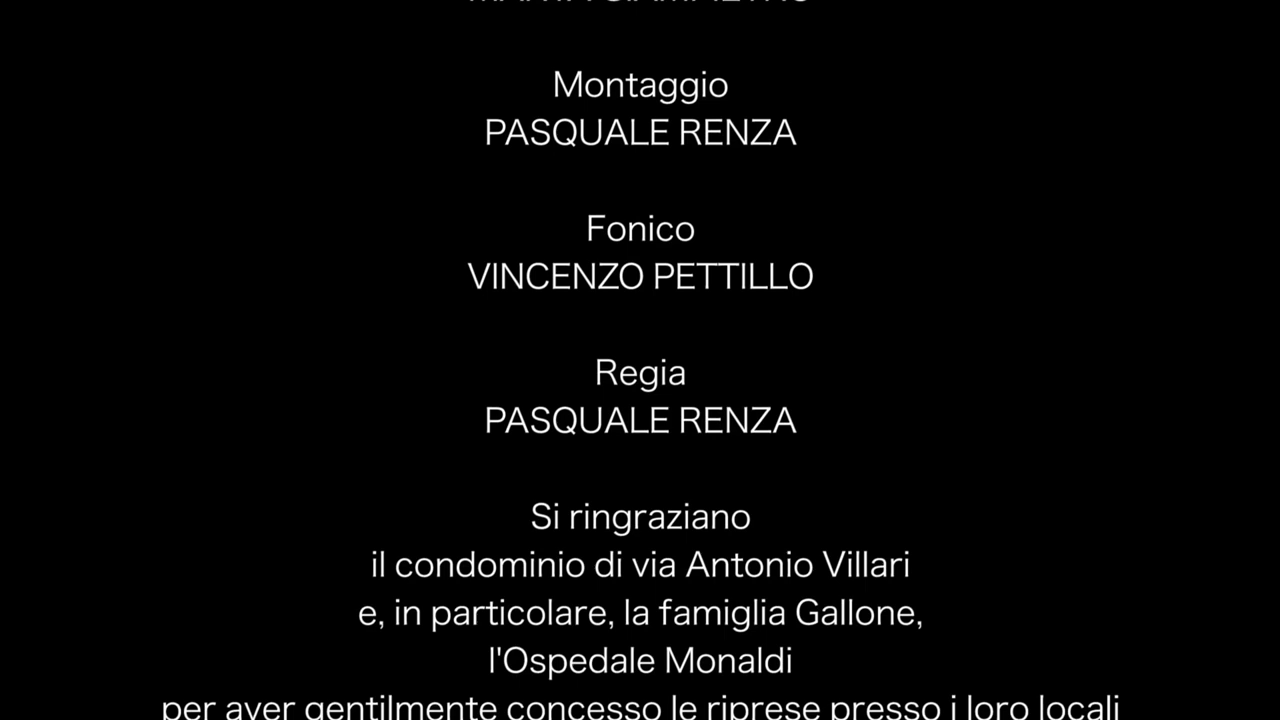 Montaggio
PASQUALE RENZA
Fonico
VINCENZO PETTILLO
Regia
PASQUALE RENZA
Si ringraziano
il condominio di via Antonio Villari
e, in particolare, la famiglia Gallone,
l'Ospedale Monaldi
per aver gentilmente concesso le riprese presso i loro locali